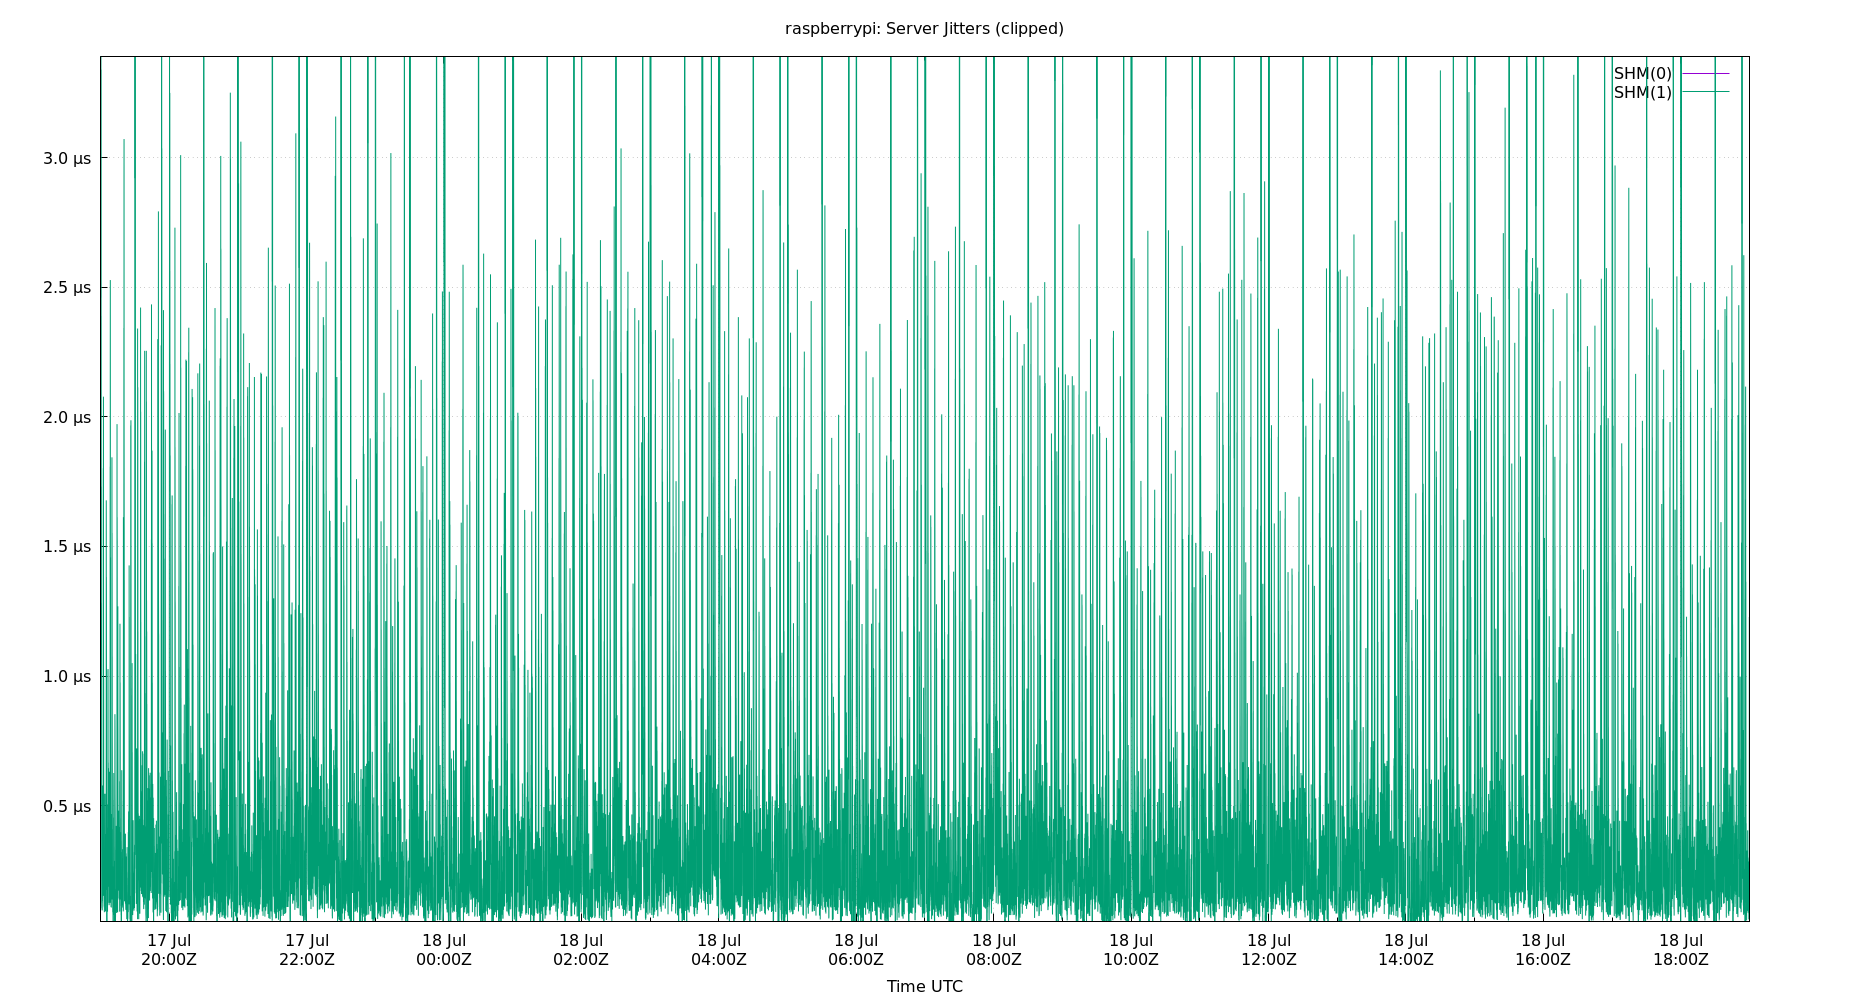 raspberrypi: Server Jitters (clipped)
SHM(0)
SHM(1)
3.0 µs
2.5 µs
2.0 µs
1.5 µs
1.0 µs
0.5 µs
17 Jul 17 Jul 18 Jul 18 Jul 18 Jul 18 Jul 18 Jul 18 Jul 18 Jul 18 Jul 18 Jul 18 Jul
20:00Z 22:00Z 00:00Z 02:00Z 04:00Z 06:00Z 08:00Z 10:00Z 12:00Z 14:00Z 16:00Z 18:00Z
Time UTC